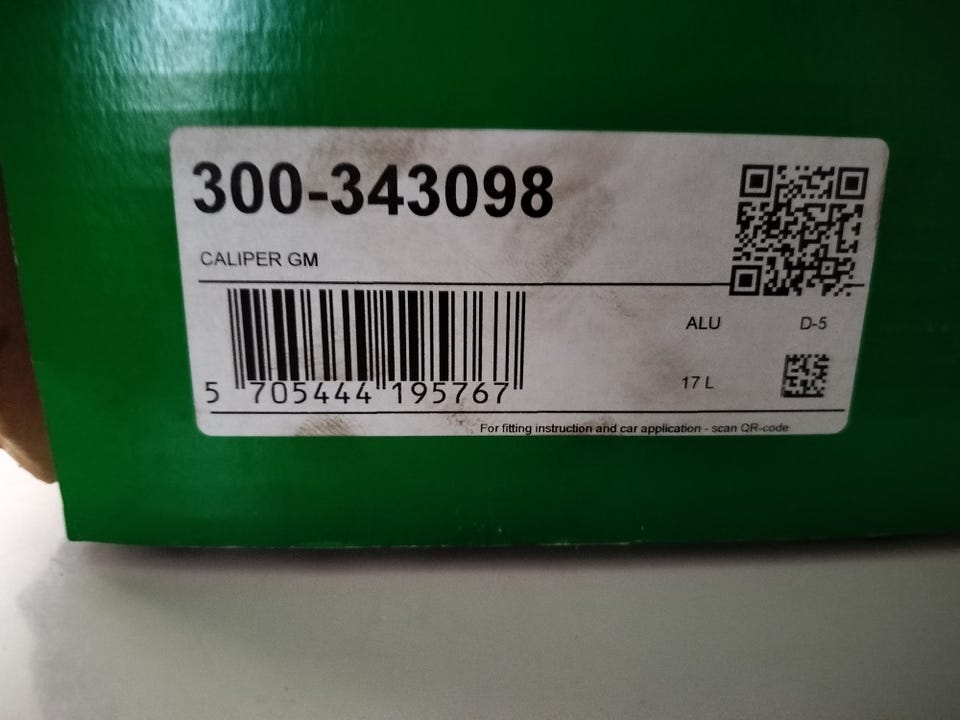 300-343098
CALIPER GM
ALU D-5
17 L
5 705444 195767
For fitting instruction and car application - scan QR-code